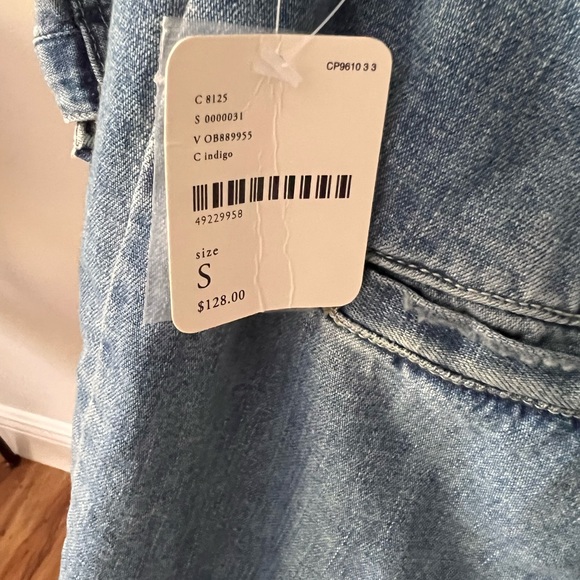 CP9610 3 3
C 8125
S 0000031
V OB889955
C indigo
49229958
size
S
$128.00